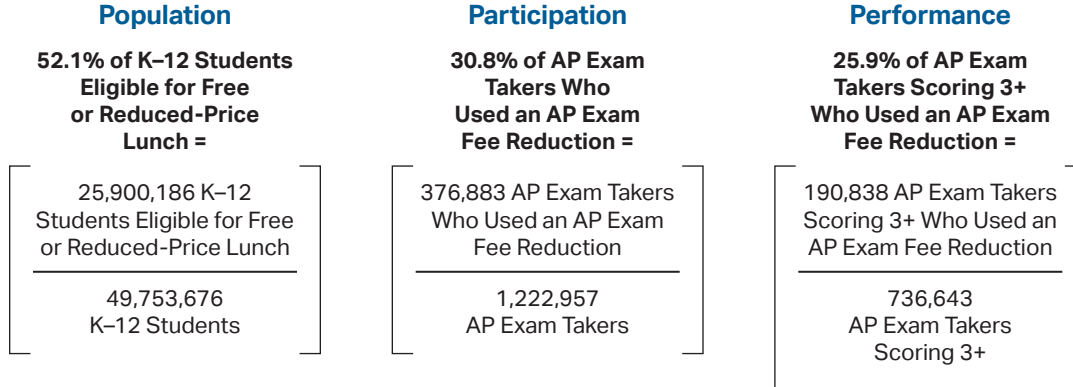 Population
52.1% of K–12 Students
Eligible for Free
or Reduced-Price
Lunch =
25,900,186 K–12
Students Eligible for Free
or Reduced-Price Lunch
49,753,676
K–12 Students
Participation
30.8% of AP Exam
Takers Who
Used an AP Exam
Fee Reduction =
376,883 AP Exam Takers
Who Used an AP Exam
Fee Reduction
1,222,957
AP Exam Takers
Performance
25.9% of AP Exam
Takers Scoring 3+
Who Used an AP Exam
Fee Reduction =
190,838 AP Exam Takers
Scoring 3+ Who Used an
AP Exam Fee Reduction
736,643
AP Exam Takers
Scoring 3+